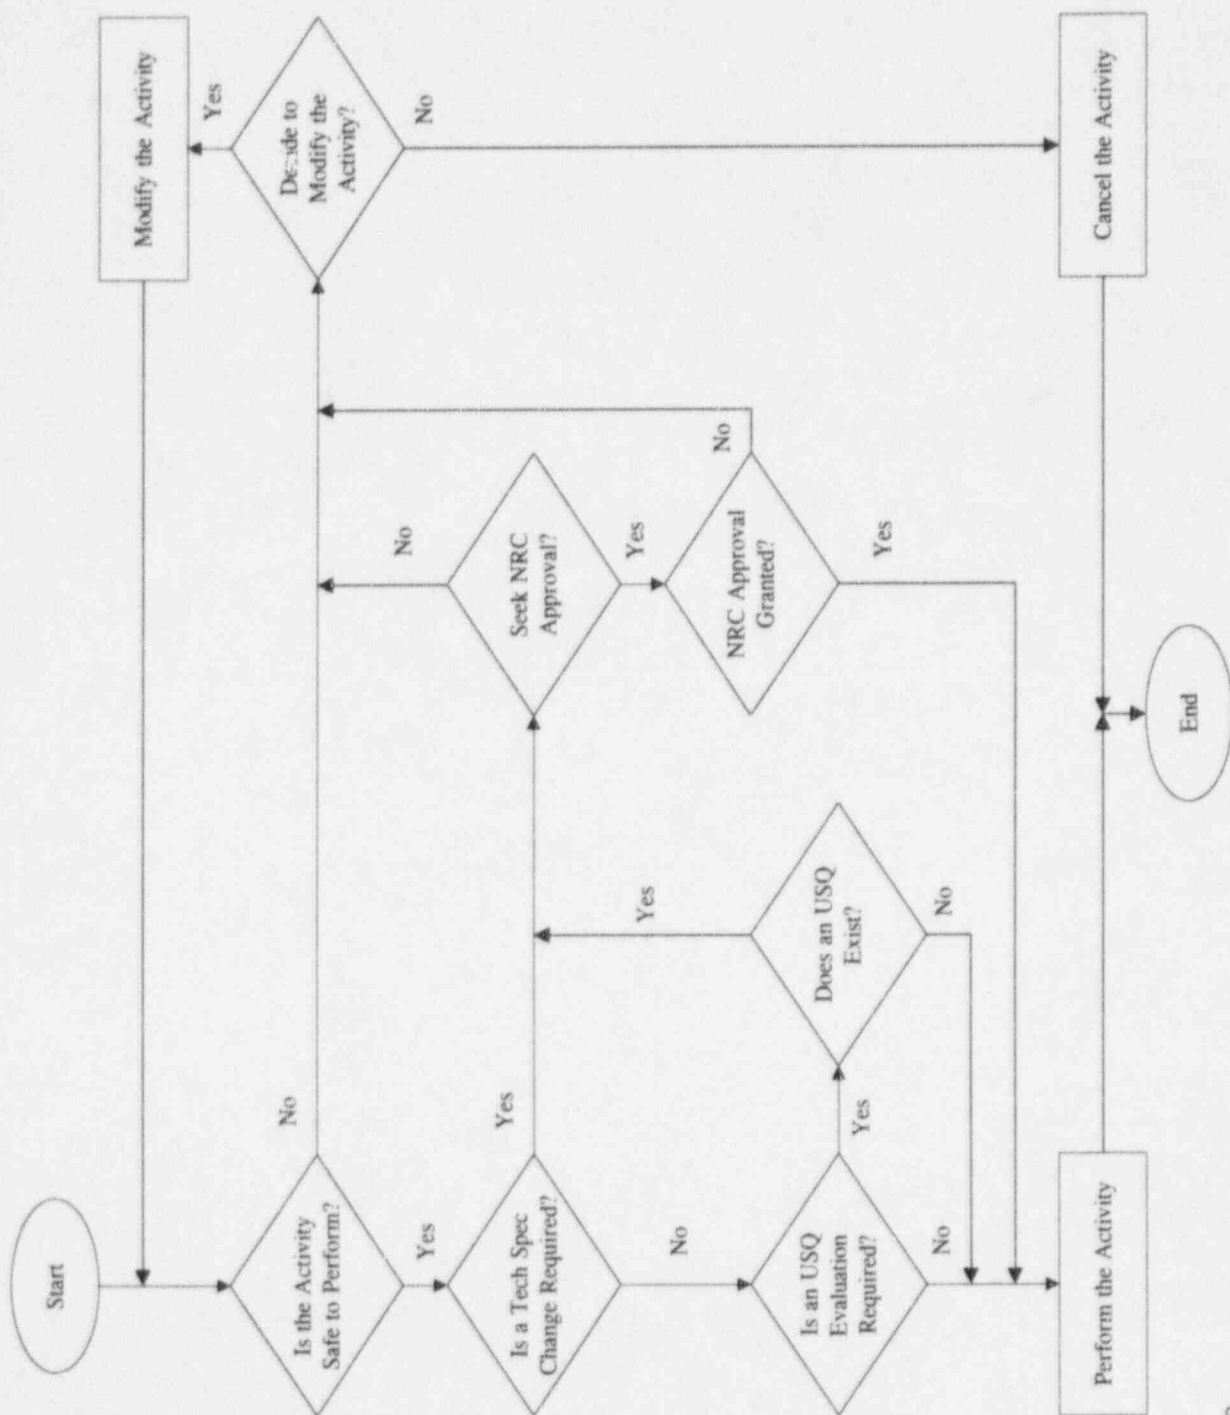 Start
Is the Activity
Safe to Perform?
No
Yes
Is a Tech Spec
Change Required?
Yes
No
Is an USQ
Evaluation
Required?
Yes
No
Does an USQ
Exist?
Yes
No
Seek NRC
Approval?
No
Yes
NRC Approval
Granted?
No
Yes
Decide to
Modify the
Activity?
Yes
No
Modify the Activity
Perform the Activity
Cancel the Activity
End